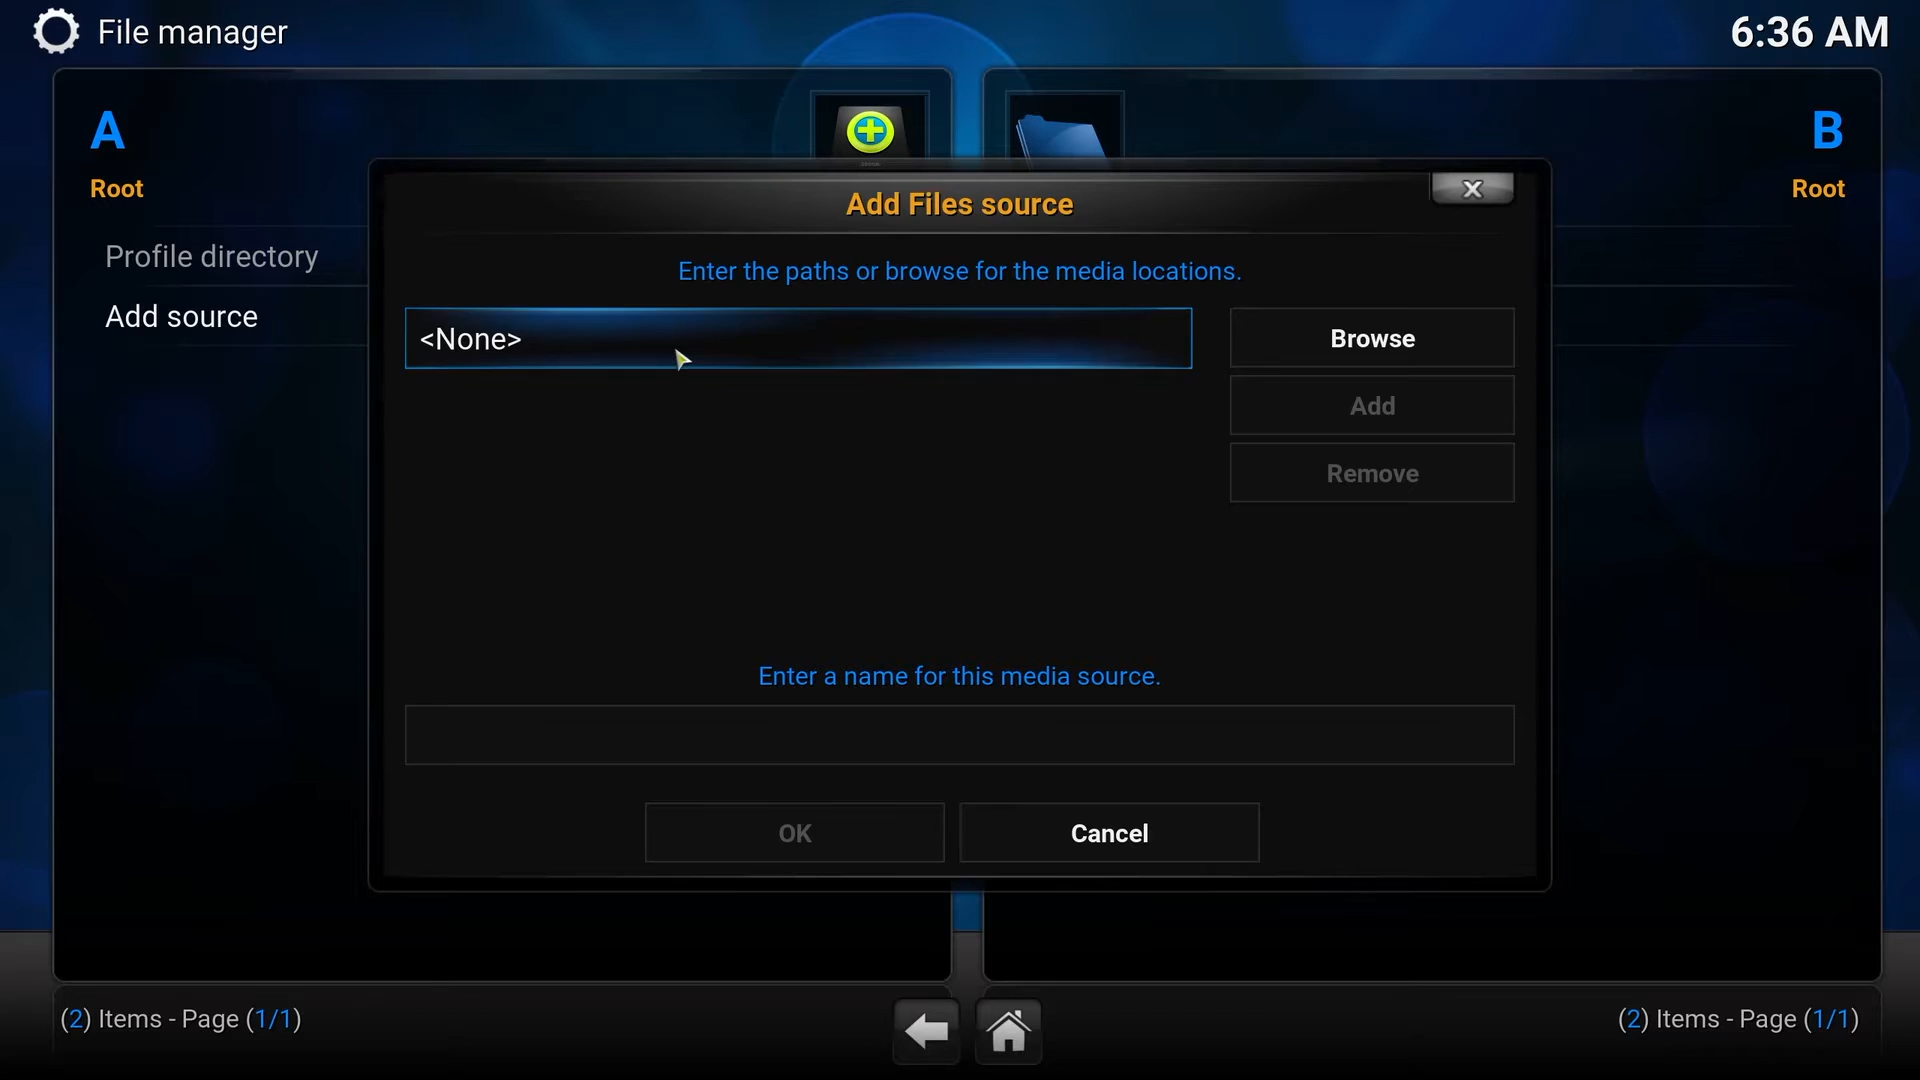 File manager
6:36 AM
A
B
Root
Root
Profile directory
Add source
Add Files source
X
Enter the paths or browse for the media locations.
<None>
Browse
Add
Remove
Enter a name for this media source.
OK
Cancel
(2) Items - Page (1/1)
(2) Items - Page (1/1)